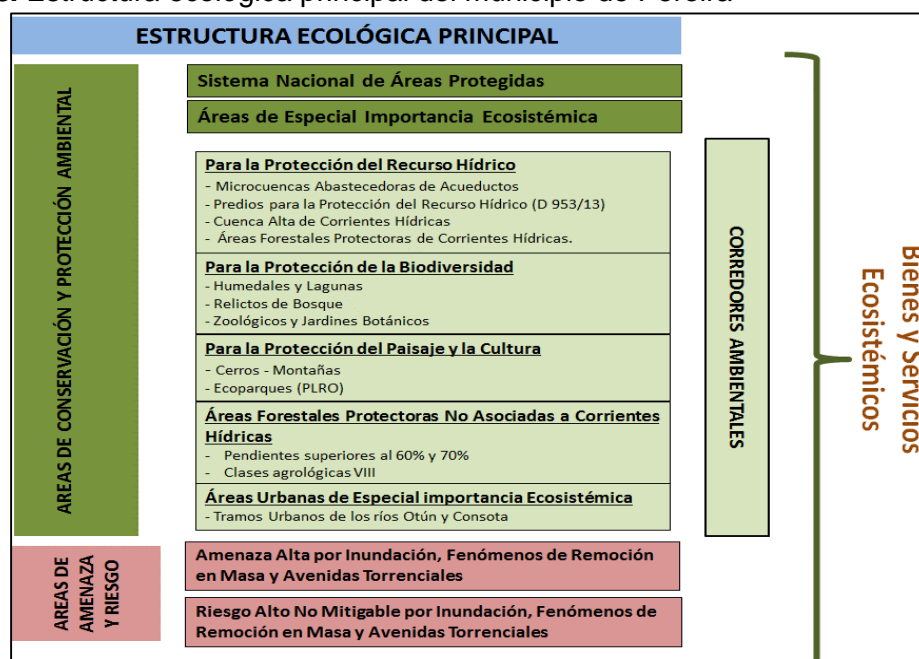 Estructura ecológica principal del municipio de Pereira
ESTRUCTURA ECOLÓGICA PRINCIPAL
AREAS DE CONSERVACIÓN Y PROTECCIÓN AMBIENTAL
Sistema Nacional de Áreas Protegidas
Áreas de Especial Importancia Ecosistémica
Para la Protección del Recurso Hídrico
- Microcuencas Abastecedoras de Acueductos
- Predios para la Protección del Recurso Hídrico (D 953/13)
- Cuenca Alta de Corrientes Hídricas
- Áreas Forestales Protectoras de Corrientes Hídricas.
Para la Protección de la Biodiversidad
- Humedales y Lagunas
- Relictos de Bosque
- Zoológicos y Jardines Botánicos
Para la Protección del Paisaje y la Cultura
- Cerros - Montañas
- Ecoparques (PLRO)
Áreas Forestales Protectoras No Asociadas a Corrientes
Hídricas
- Pendientes superiores al 60% y 70%
- Clases agrológicas VIII
Áreas Urbanas de Especial importancia Ecosistémica
- Tramos Urbanos de los ríos Otún y Consota
CORREDORES AMBIENTALES
Bienes y Servicios
Ecosistémicos
AREAS DE
AMENAZA
Y RIESGO
Amenaza Alta por Inundación, Fenómenos de Remoción
en Masa y Avenidas Torrenciales
Riesgo Alto No Mitigable por Inundación, Fenómenos de
Remoción en Masa y Avenidas Torrenciales